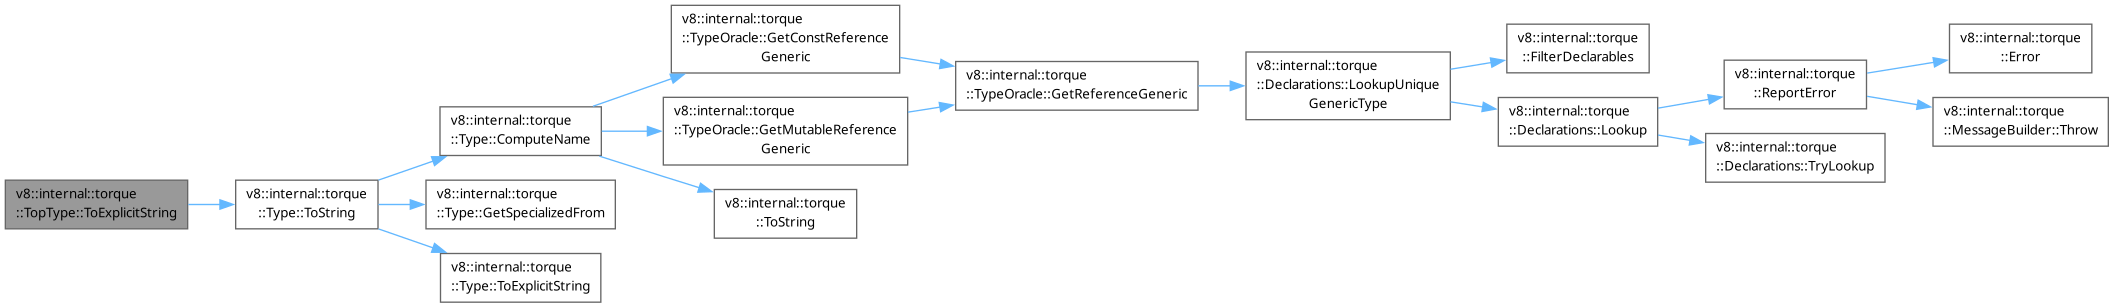 v8::internal::torque
::TopType::ToExplicitString
v8::internal::torque
::Type::ToString
v8::internal::torque
::Type::ComputeName
v8::internal::torque
::TypeOracle::GetConstReference
Generic
v8::internal::torque
::TypeOracle::GetReferenceGeneric
v8::internal::torque
::Declarations::LookupUnique
GenericType
v8::internal::torque
::FilterDeclarables
v8::internal::torque
::Declarations::Lookup
v8::internal::torque
::ReportError
v8::internal::torque
::Error
v8::internal::torque
::MessageBuilder::Throw
v8::internal::torque
::Declarations::TryLookup
v8::internal::torque
::TypeOracle::GetMutableReference
Generic
v8::internal::torque
::ToString
v8::internal::torque
::Type::GetSpecializedFrom
v8::internal::torque
::Type::ToExplicitString